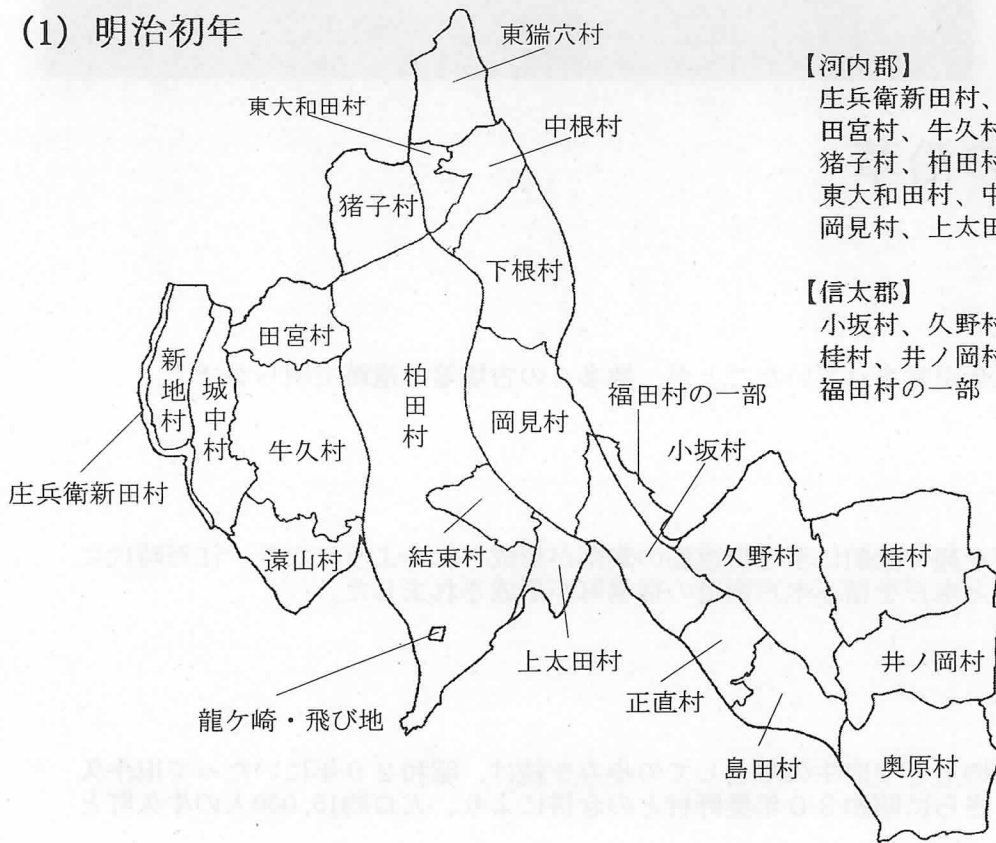 (1) 明治初年
東猯穴村
東大和田村
中根村
猪子村
下根村
田宮村
新地村
城中村
柏田村
岡見村
福田村の一部
小坂村
牛久村
庄兵衛新田村
遠山村
結束村
久野村
桂村
上太田村
正直村
井ノ岡村
龍ケ崎・飛び地
島田村
奥原村
【河内郡】
庄兵衛新田村、
田宮村、牛久村
猪子村、柏田村
東大和田村、中
岡見村、上太田
【信太郡】
小坂村、久野村
桂村、井ノ岡村
福田村の一部